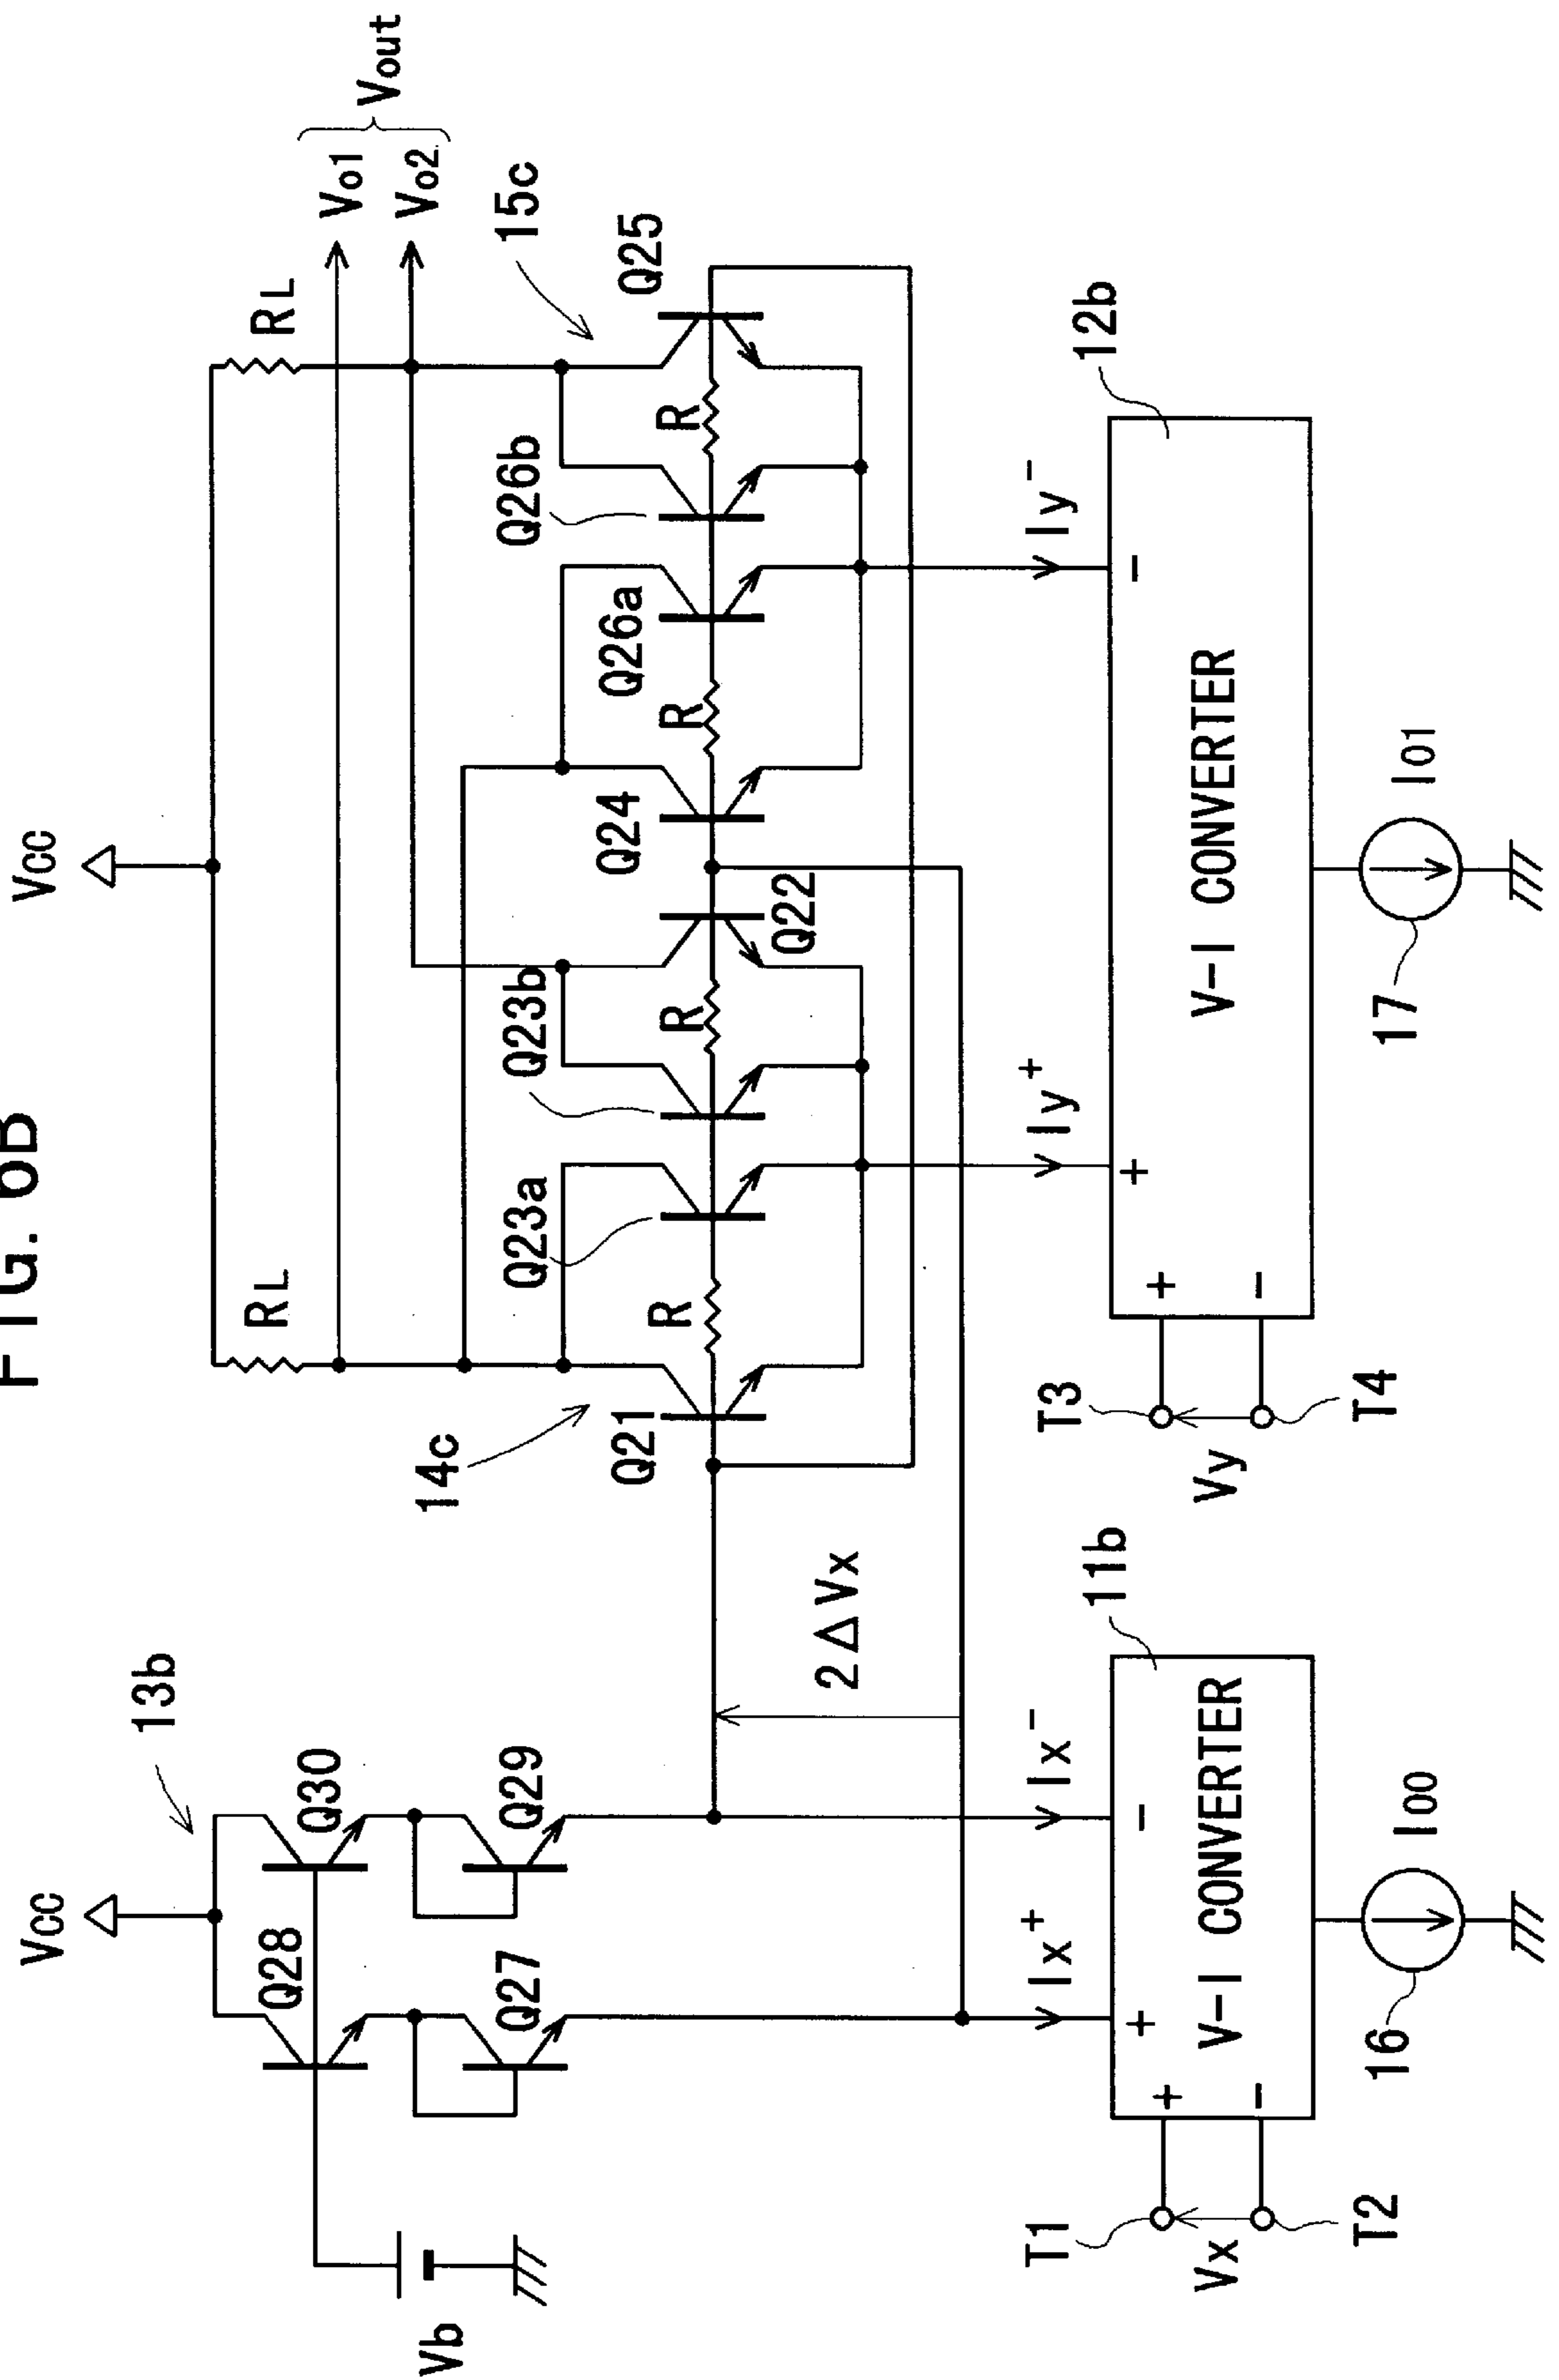 FIG. 6B
Vcc
Vcc
RL
RL
Vo1
Vo2
Vout
13b
Q28
Q30
Q27
Q29
Vb
14c
15c
Q21
Q23a
Q23b
Q22
Q24
Q26a
Q26b
Q25
R
R
R
R
2ΔVx
Ix+
Ix-
Iy+
Iy-
T1
Vx
T2
+
-
+
-
V-I CONVERTER
11b
16
I00
T3
Vy
T4
+
-
+
-
V-I CONVERTER
12b
17
I01